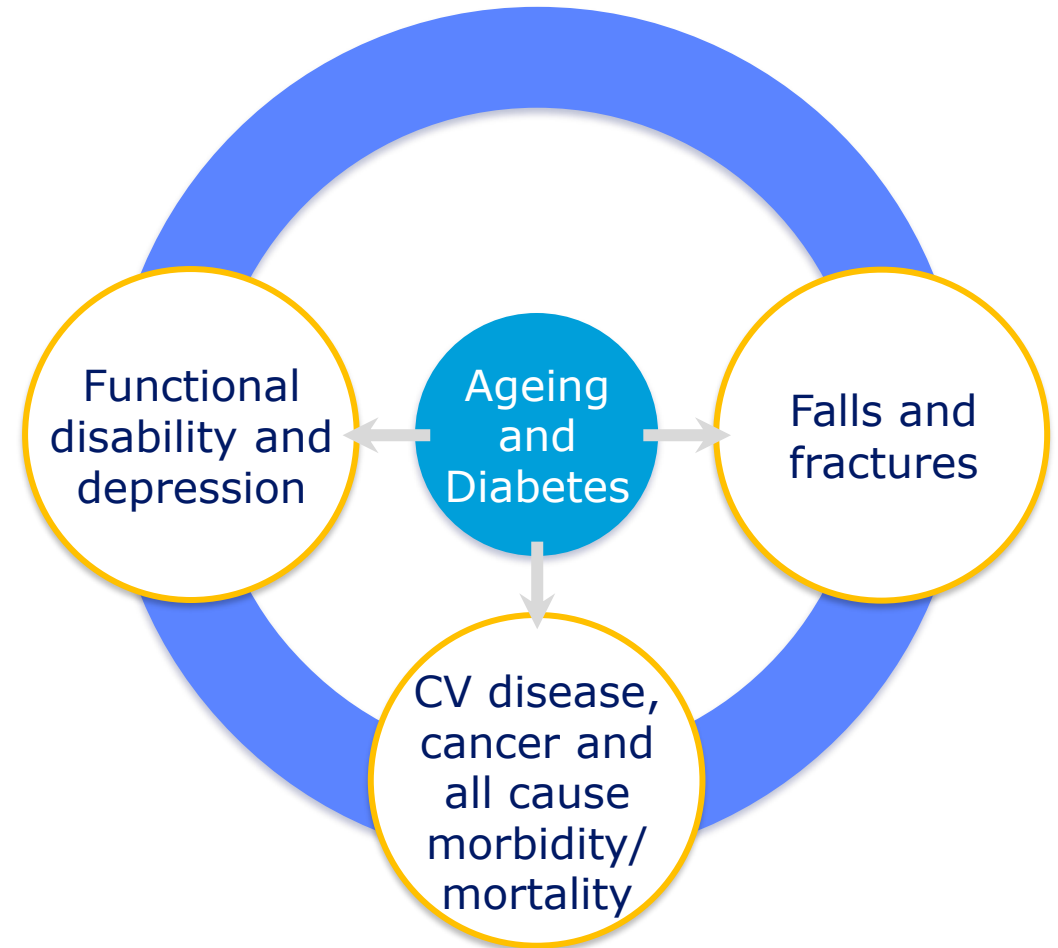 Functional
disability and
depression
Ageing
and
Diabetes
Falls and
fractures
CV disease,
cancer and
all cause
morbidity/
mortality